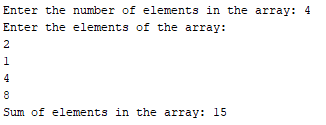 Enter the number of elements in the array: 4
Enter the elements of the array:
2
1
4
8
Sum of elements in the array: 15